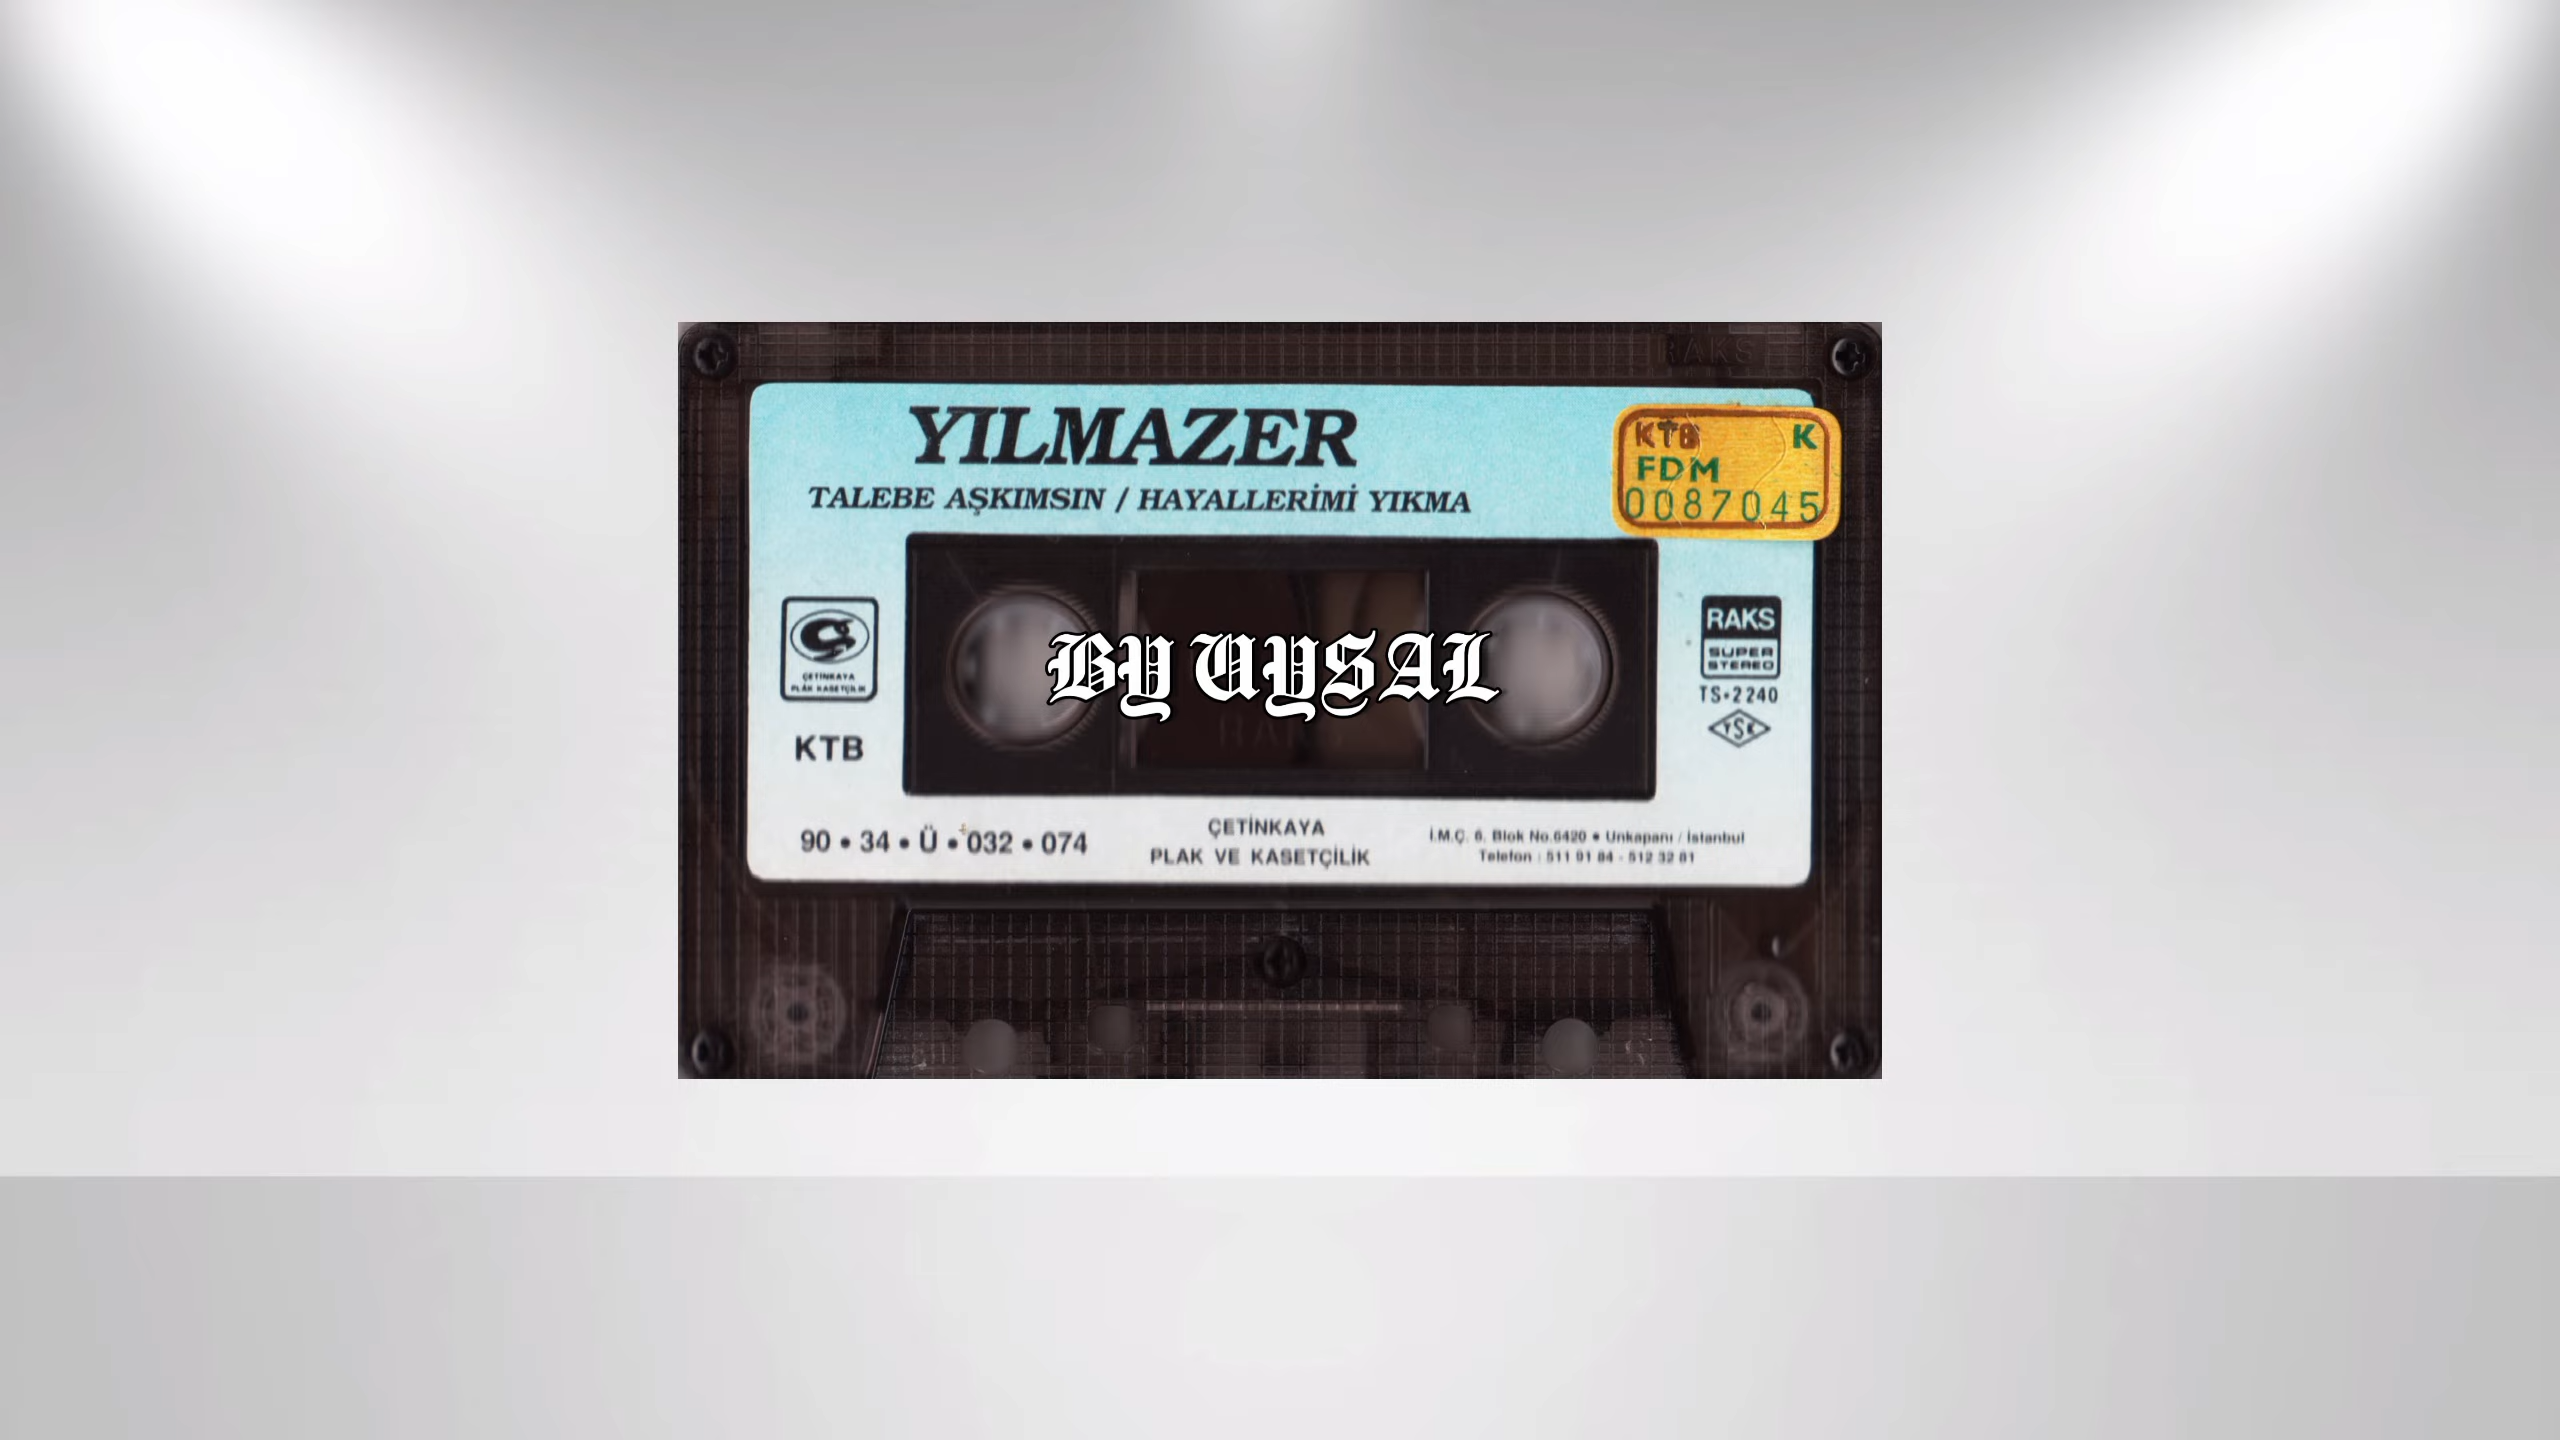 RAKS
YILMAZER
TALEBE AŞKIMSIN / HAYALLERİMİ YIKMA
KTB K
FDM
0087045
ÇETİNKAYA
PLAK KASETÇİLİK
KTB
BY UYSAL
RAKS
RAKS
SUPER
STEREO
TS•2240
TSE
90 • 34 • Ü • 032 • 074
ÇETİNKAYA
PLAK VE KASETÇİLİK
İ.M.Ç. 6. Blok No.6420 • Unkapanı / İstanbul
Telefon : 511 91 84 - 512 32 81